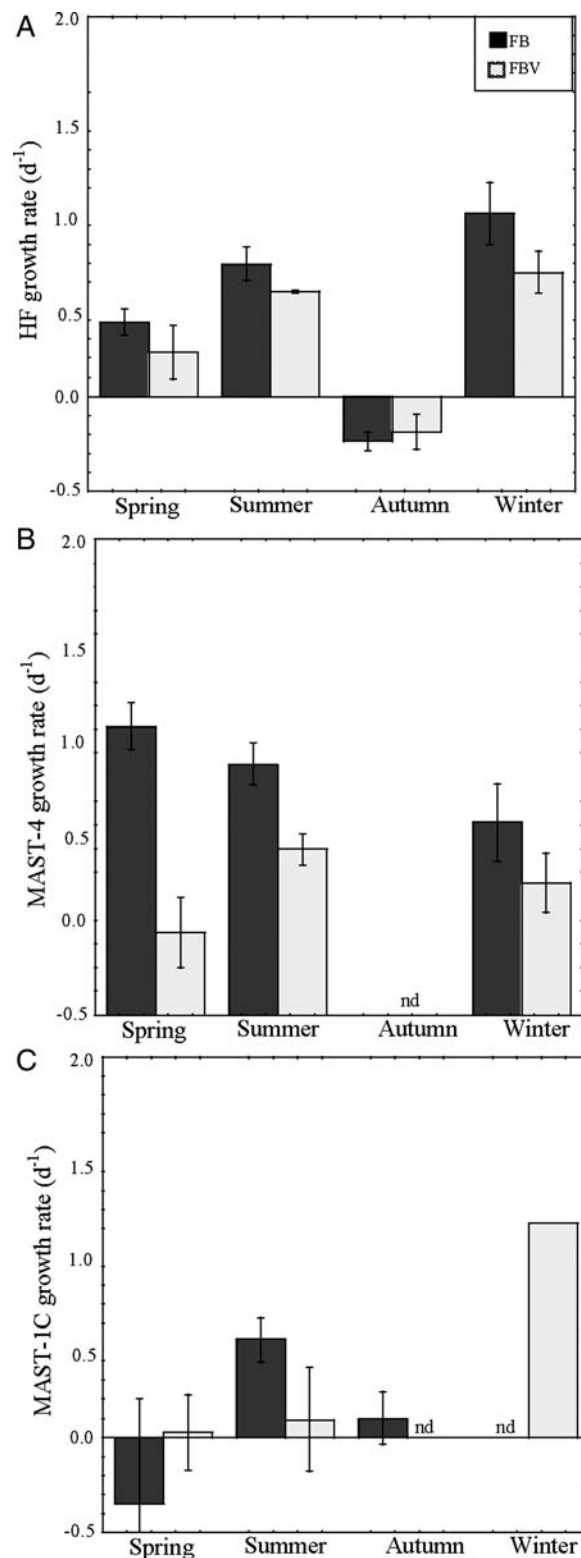 A
2.0
FB
FBV
1.5
1.0
0.5
0.0
-0.5
HF growth rate (d⁻¹)
Spring Summer Autumn Winter
B
2.0
1.5
1.0
0.5
0.0
-0.5
MAST-4 growth rate (d⁻¹)
nd
Spring Summer Autumn Winter
C
2.0
1.5
1.0
0.5
0.0
-0.5
MAST-1C growth rate (d⁻¹)
nd nd
Spring Summer Autumn Winter